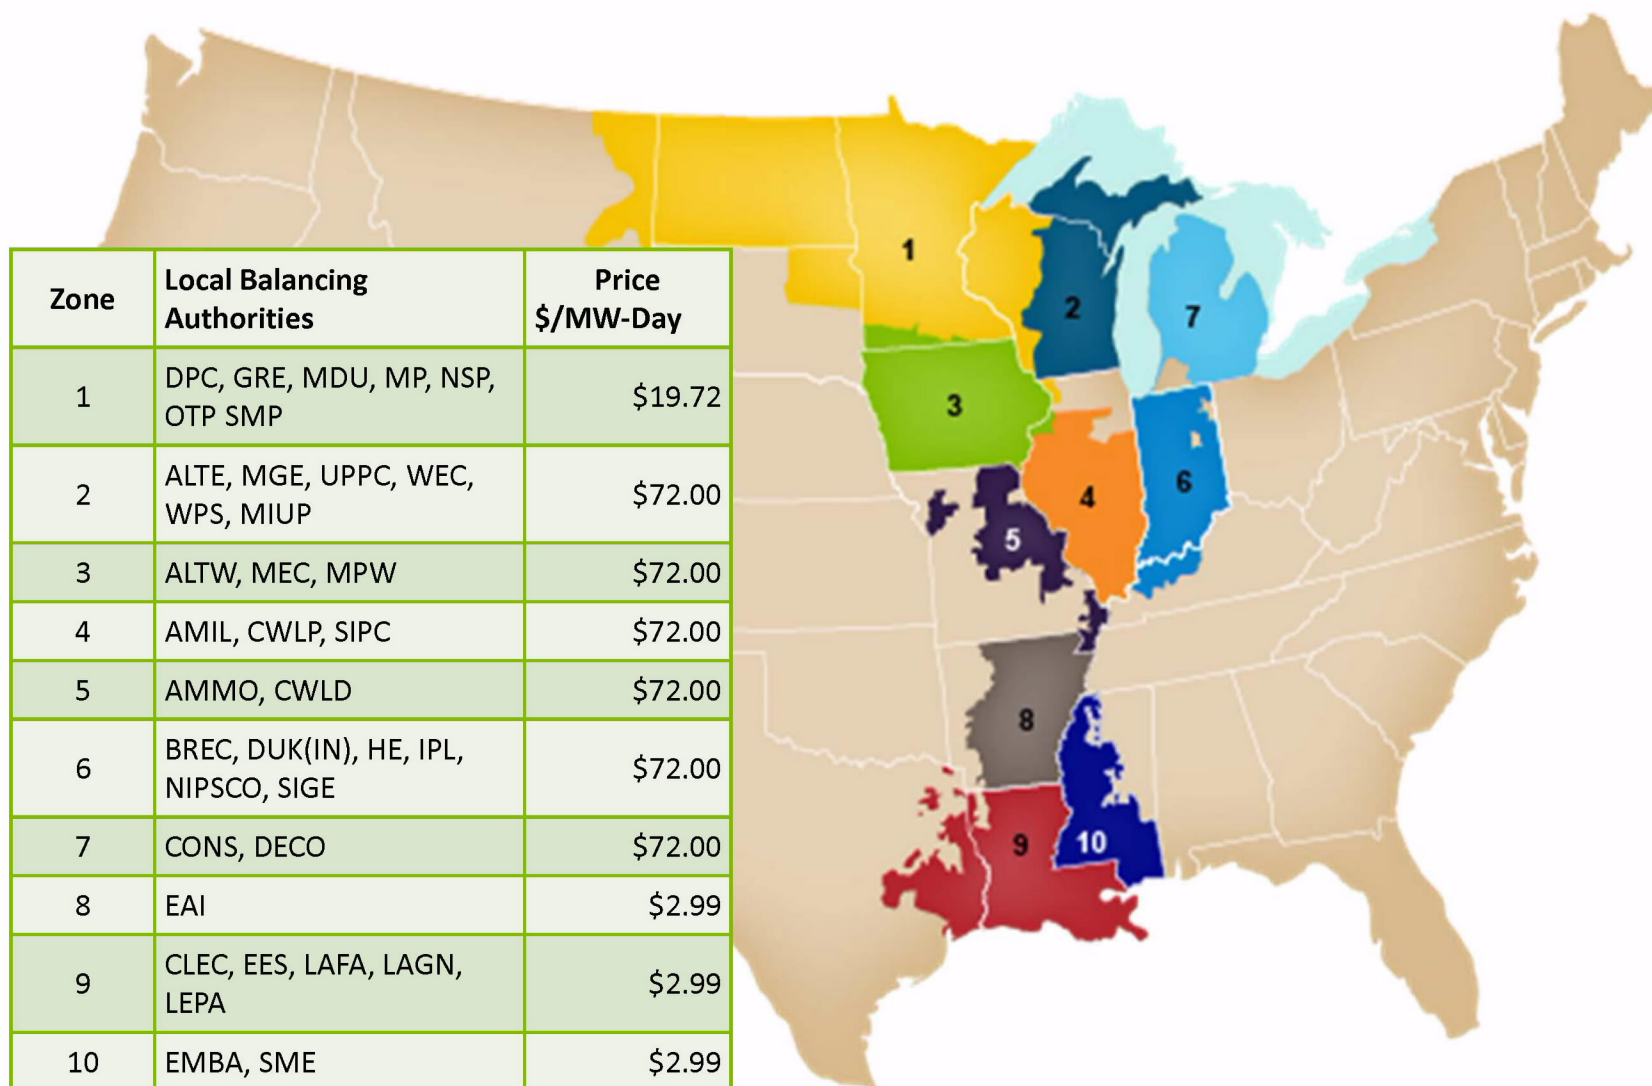 Zone
Local Balancing
Authorities
Price
$/MW-Day
1
DPC, GRE, MDU, MP, NSP,
OTP SMP
$19.72
2
ALTE, MGE, UPPC, WEC,
WPS, MIUP
$72.00
3
ALTW, MEC, MPW
$72.00
4
AMIL, CWLP, SIPC
$72.00
5
AMMO, CWLD
$72.00
6
BREC, DUK(IN), HE, IPL,
NIPSCO, SIGE
$72.00
7
CONS, DECO
$72.00
8
EAI
$2.99
9
CLEC, EES, LAFA, LAGN,
LEPA
$2.99
10
EMBA, SME
$2.99
1
2
7
3
6
4
5
8
9
10